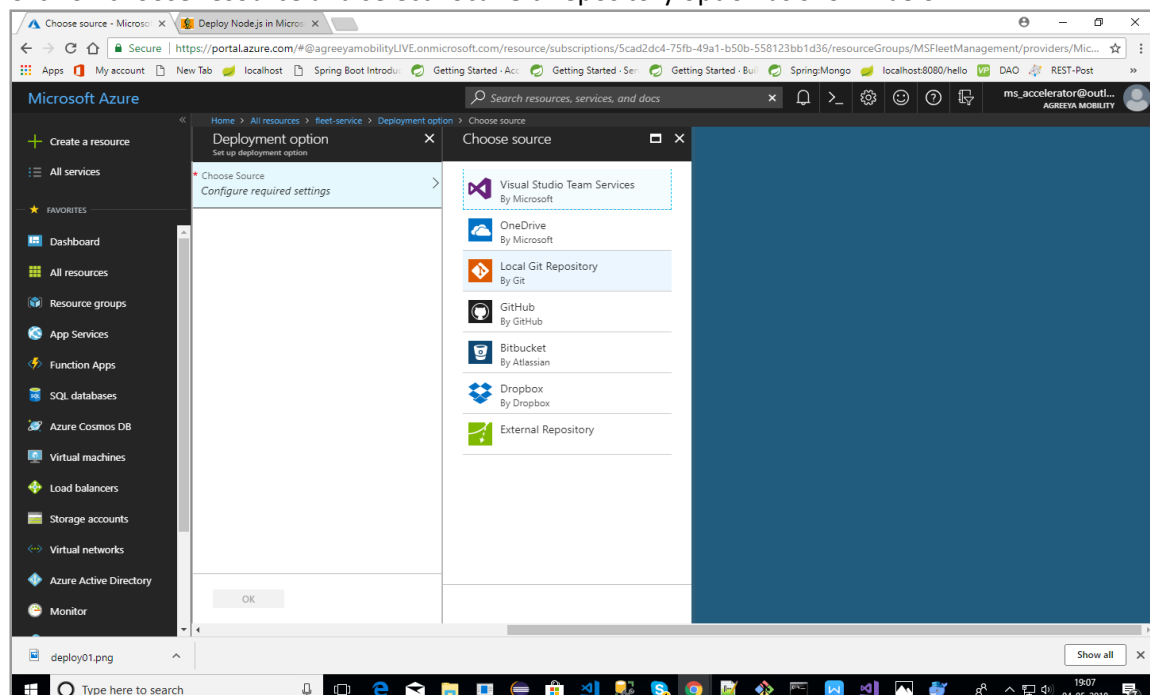 Choose source - Microsof
Deploy Node.js in Micros
Secure
https://portal.azure.com/#@agreeyamobilityLIVE.onmicrosoft.com/resource/subscriptions/5cad2dc4-75fb-49a1-b50b-558123bb1d36/resourceGroups/MSFleetManagement/providers/Mic...
Apps My account New Tab localhost Spring Boot Introduc Getting Started · Acc Getting Started · Ser Getting Started · Buil Spring:Mongo localhost:8080/hello DAO REST-Post »
Microsoft Azure
Search resources, services, and docs
ms_accelerator@outl...
AGREEYA MOBILITY
Home > All resources > fleet-service > Deployment option > Choose source
Create a resource
All services
FAVORITES
Dashboard
All resources
Resource groups
App Services
Function Apps
SQL databases
Azure Cosmos DB
Virtual machines
Load balancers
Storage accounts
Virtual networks
Azure Active Directory
Monitor
Deployment option
Set up deployment option
* Choose Source
Configure required settings
OK
Choose source
Visual Studio Team Services
By Microsoft
OneDrive
By Microsoft
Local Git Repository
By Git
GitHub
By GitHub
Bitbucket
By Atlassian
Dropbox
By Dropbox
External Repository
deploy01.png
Show all
Type here to search
19:07